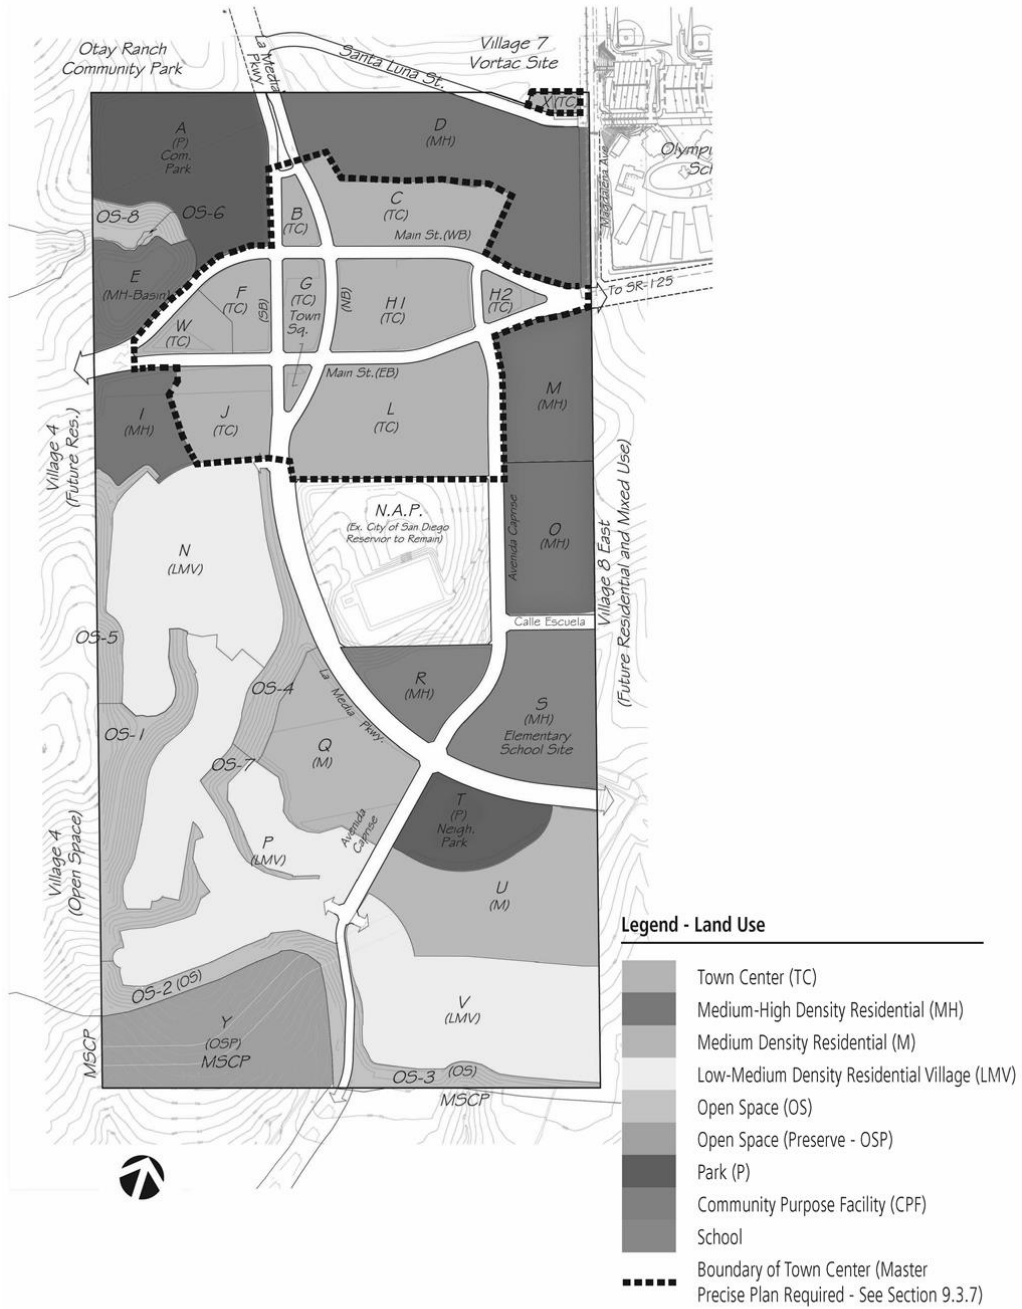 Otay Ranch
Community Park
La Media
Pkwy
Santa Luna St.
Village 7
Vortac Site
X (TC)
A
(P)
Com.
Park
D
(MH)
Olympi
Sch
Magdalena Ave
OS-8
OS-6
B
(TC)
C
(TC)
Main St.(WB)
E
(MH-Basin)
F
(TC)
(SB)
G
(TC)
Town
Sq.
(NB)
H1
(TC)
H2
(TC)
To SR-125
W
(TC)
Main St.(EB)
I
(MH)
J
(TC)
L
(TC)
M
(MH)
Village 4
(Future Res.)
N.A.P.
(Ex. City of San Diego
Reservior to Remain)
Avenida Caprise
O
(MH)
Village 8 East
(Future Residential and Mixed Use)
N
(LMV)
Calle Escuela
OS-5
OS-4
La Media Pkwy.
R
(MH)
S
(MH)
Elementary
School Site
OS-1
OS-7
Q
(M)
T
(P)
Neigh.
Park
Avenida
Caprise
P
(LMV)
Village 4
(Open Space)
U
(M)
OS-2 (OS)
Y
(OSP)
MSCP
V
(LMV)
MSCP
OS-3 (OS)
MSCP
Legend - Land Use
Town Center (TC)
Medium-High Density Residential (MH)
Medium Density Residential (M)
Low-Medium Density Residential Village (LMV)
Open Space (OS)
Open Space (Preserve - OSP)
Park (P)
Community Purpose Facility (CPF)
School
Boundary of Town Center (Master
Precise Plan Required - See Section 9.3.7)